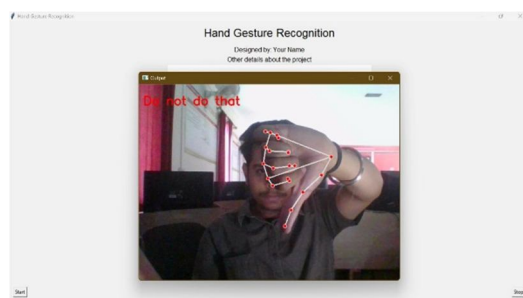 Hand Gesture Recognition
Hand Gesture Recognition
Designed by: Your Name
Other details about the project
Output
Do not do that
Start
Stop